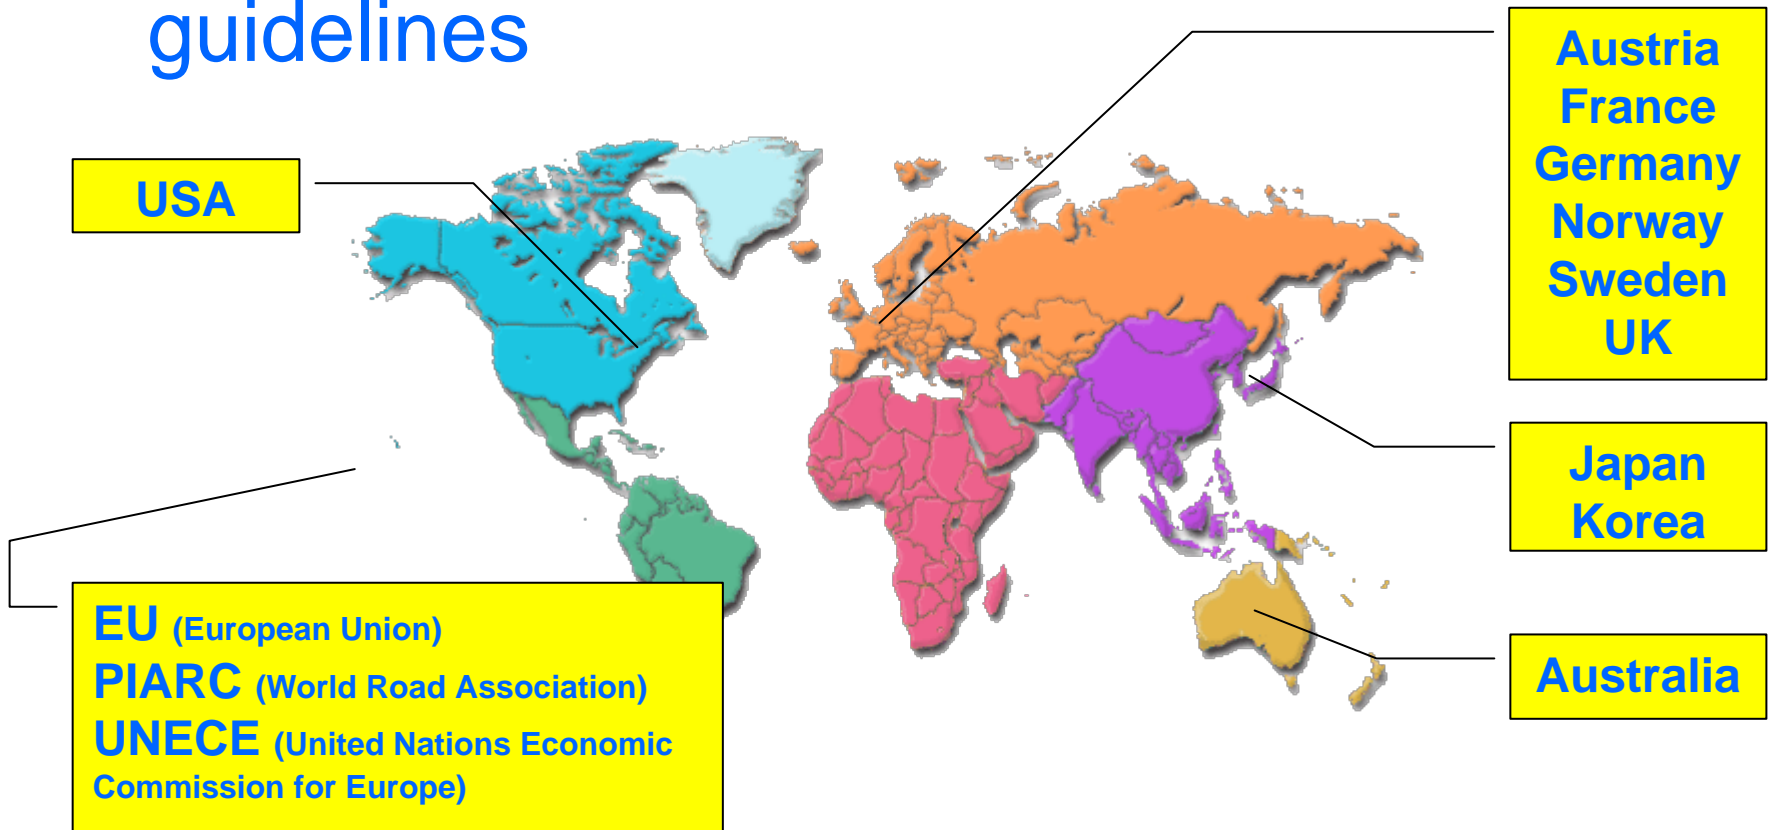 guidelines
USA
Austria
France
Germany
Norway
Sweden
UK
Japan
Korea
Australia
EU (European Union)
PIARC (World Road Association)
UNECE (United Nations Economic
Commission for Europe)